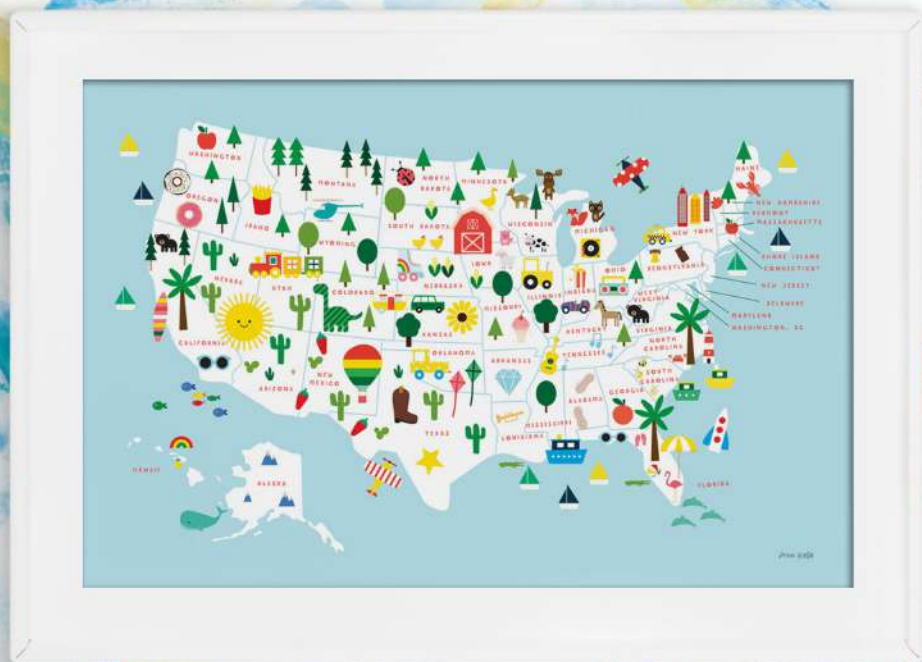 WASHINGTON
MONTANA
NORTH
DAKOTA
MINNESOTA
MAINE
OREGON
IDAHO
WYOMING
SOUTH DAKOTA
WISCONSIN
MICHIGAN
NEW YORK
NEW HAMPSHIRE
VERMONT
MASSACHUSETTS
RHODE ISLAND
CONNECTICUT
NEW JERSEY
DELAWARE
MARYLAND
WASHINGTON, DC
NEVADA
UTAH
COLORADO
NEBRASKA
IOWA
ILLINOIS
INDIANA
OHIO
PENNSYLVANIA
WEST
VIRGINIA
VIRGINIA
CALIFORNIA
KANSAS
MISSOURI
KENTUCKY
NORTH
CAROLINA
ARIZONA
NEW
MEXICO
OKLAHOMA
ARKANSAS
TENNESSEE
SOUTH
CAROLINA
TEXAS
LOUISIANA
MISSISSIPPI
ALABAMA
GEORGIA
FLORIDA
HAWAII
ALASKA